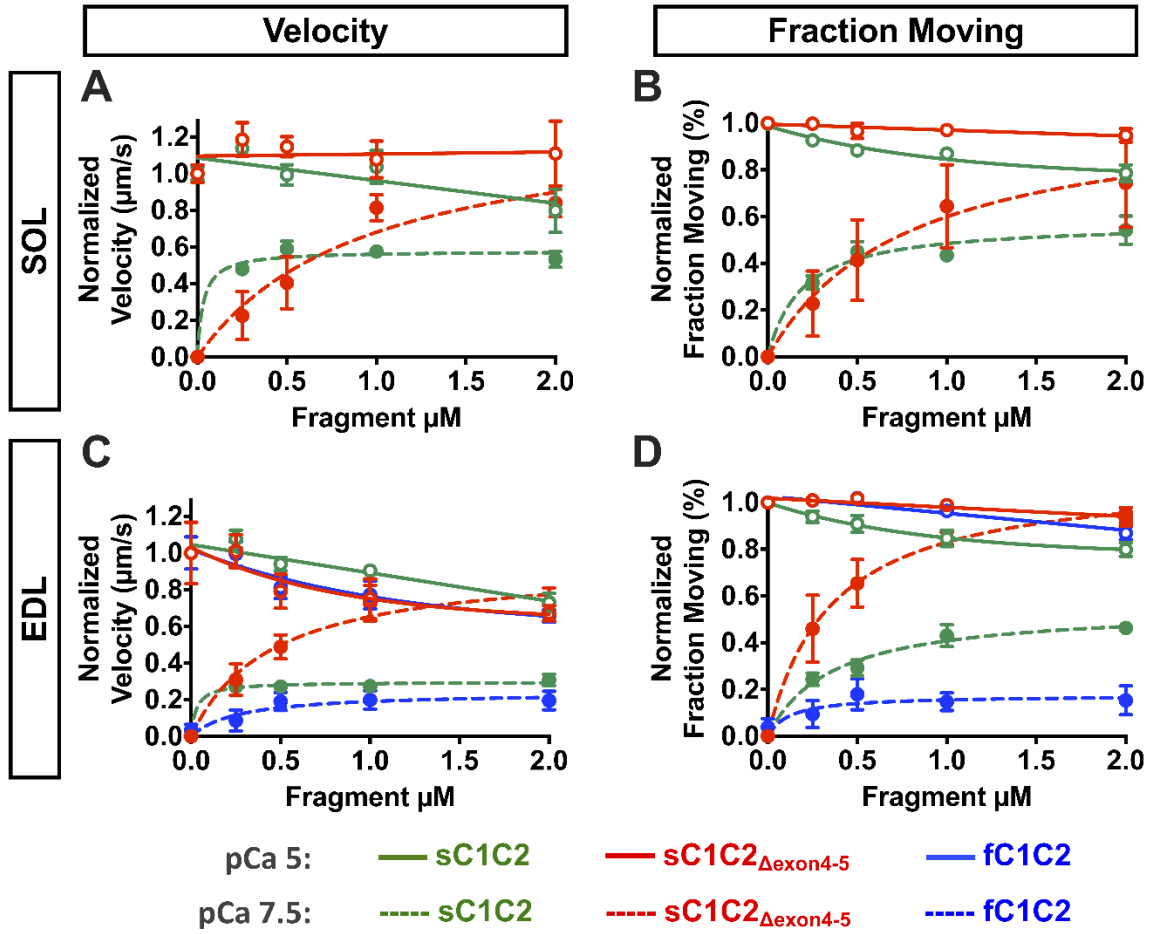 Velocity
Fraction Moving
SOL
A
Normalized
Velocity (µm/s)
1.2
1.0
0.8
0.6
0.4
0.2
0.0
0.0 0.5 1.0 1.5 2.0
Fragment µM
B
Normalized
Fraction Moving (%)
1.0
0.8
0.6
0.4
0.2
0.0
0.0 0.5 1.0 1.5 2.0
Fragment µM
EDL
C
Normalized
Velocity (µm/s)
1.2
1.0
0.8
0.6
0.4
0.2
0.0
0.0 0.5 1.0 1.5 2.0
Fragment µM
D
Normalized
Fraction Moving (%)
1.0
0.8
0.6
0.4
0.2
0.0
0.0 0.5 1.0 1.5 2.0
Fragment µM
pCa 5: sC1C2 sC1C2Δexon4-5 fC1C2
pCa 7.5: sC1C2 sC1C2Δexon4-5 fC1C2